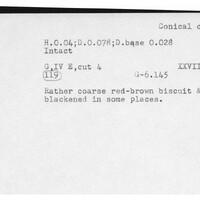 Conical c
H.0.04;D.0.078;D.base 0.028
Intact
G,IV E,cut 4 XXVII
119 G-6.145
Rather coarse red-brown biscuit &
blackened in some places.